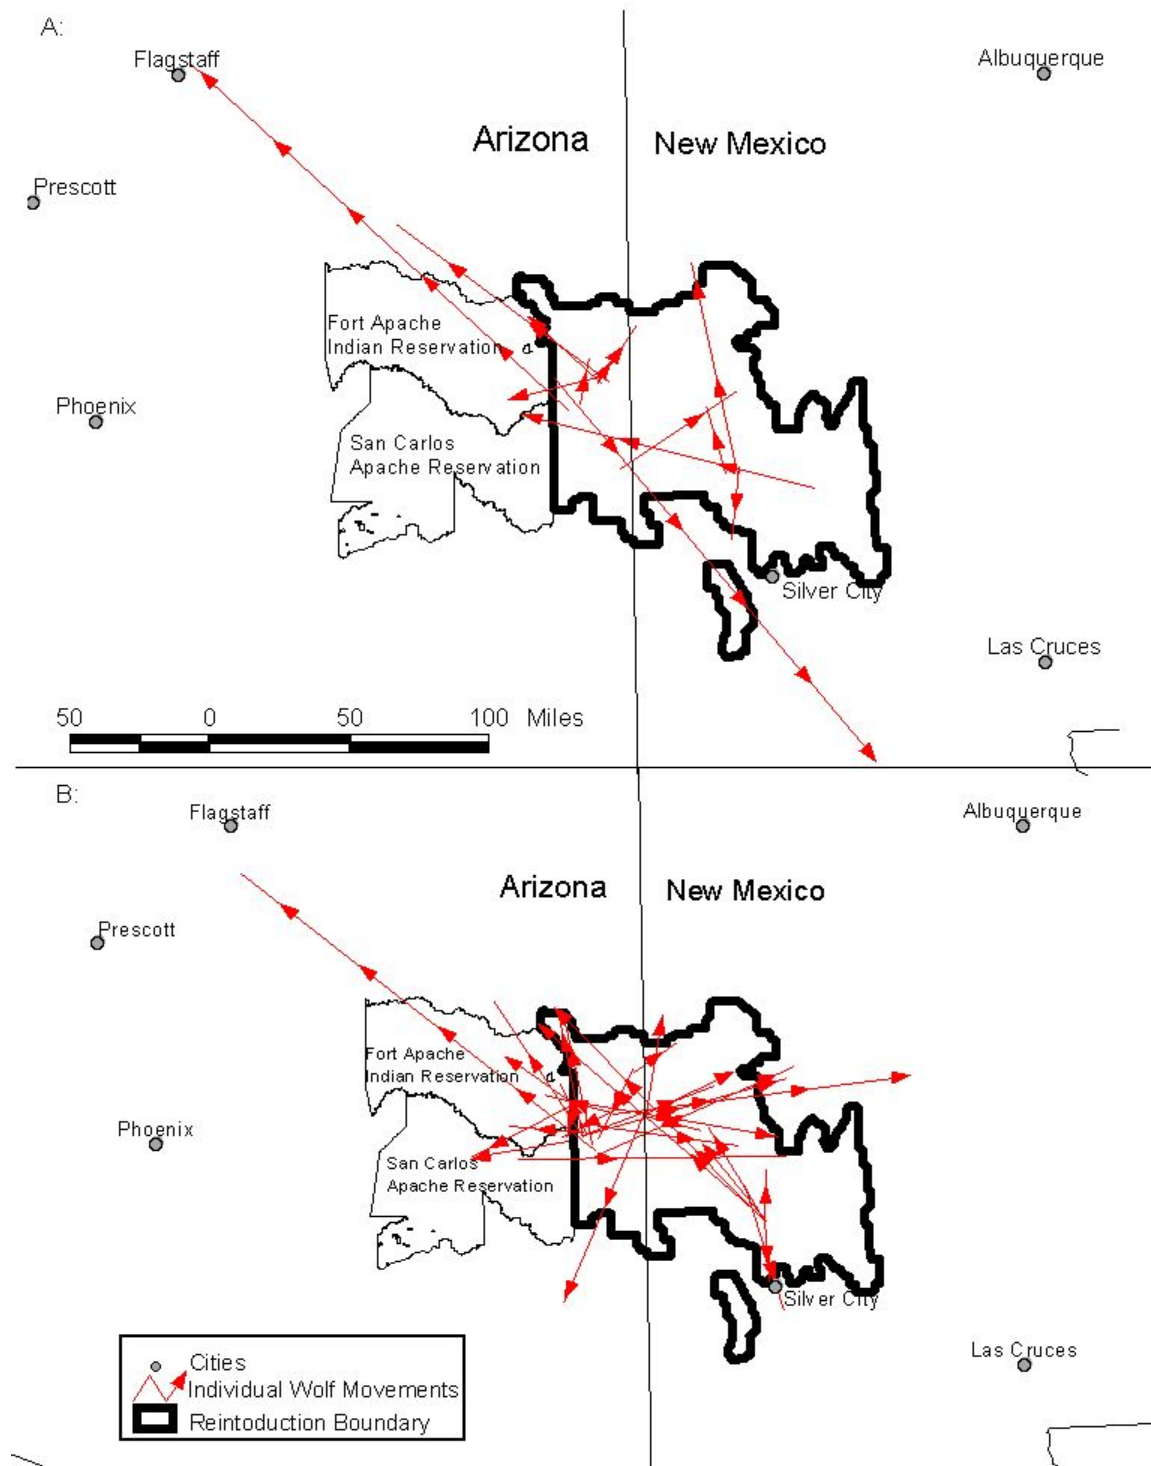 A:
Flagstaff
Albuquerque
Arizona
New Mexico
Prescott
Fort Apache
Indian Reservation
Phoenix
San Carlos
Apache Reservation
Silver City
Las Cruces
50 0 50 100 Miles
B:
Flagstaff
Albuquerque
Arizona
New Mexico
Prescott
Fort Apache
Indian Reservation
Phoenix
San Carlos
Apache Reservation
Silver City
Las Cruces
Cities
Individual Wolf Movements
Reintoduction Boundary